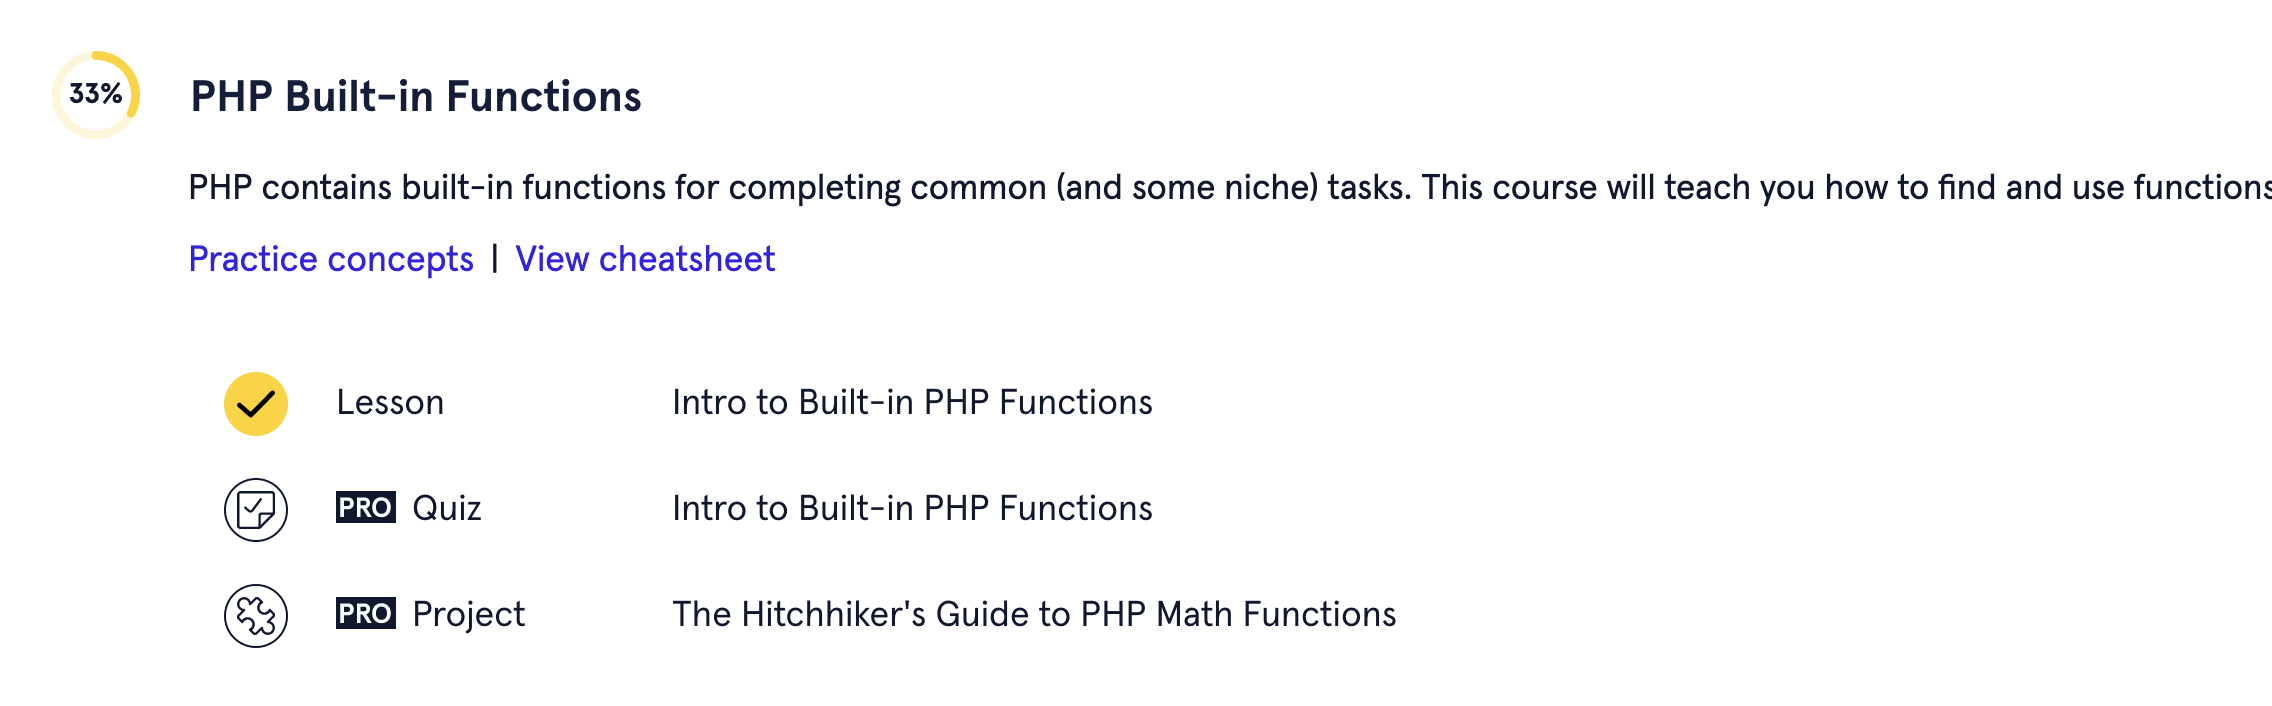 33% PHP Built-in Functions
PHP contains built-in functions for completing common (and some niche) tasks. This course will teach you how to find and use functions
Practice concepts | View cheatsheet
Lesson Intro to Built-in PHP Functions
PRO Quiz Intro to Built-in PHP Functions
PRO Project The Hitchhiker's Guide to PHP Math Functions